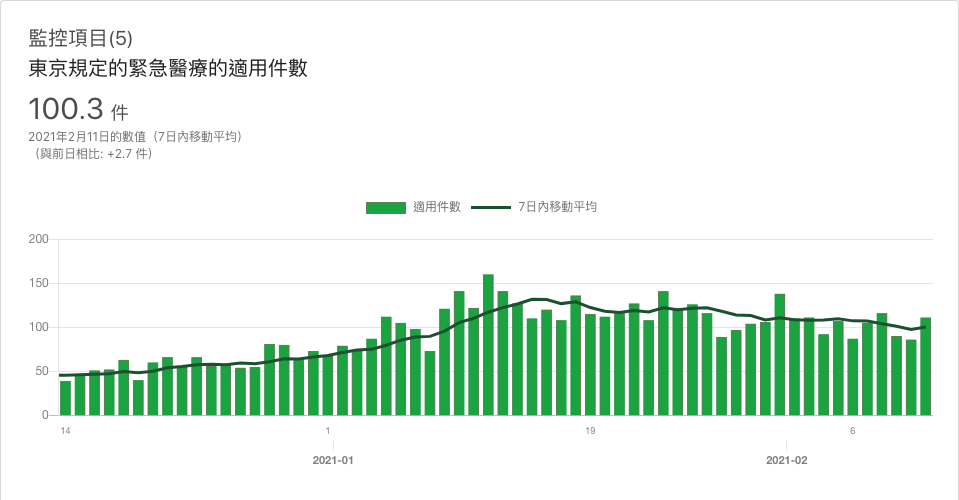 監控項目(5)
東京規定的緊急醫療的適用件數
100.3 件
2021年2月11日的數值（7日內移動平均）
（與前日相比: +2.7 件）
適用件數 7日內移動平均
200
150
100
50
0
14 1 19 6
2021-01 2021-02